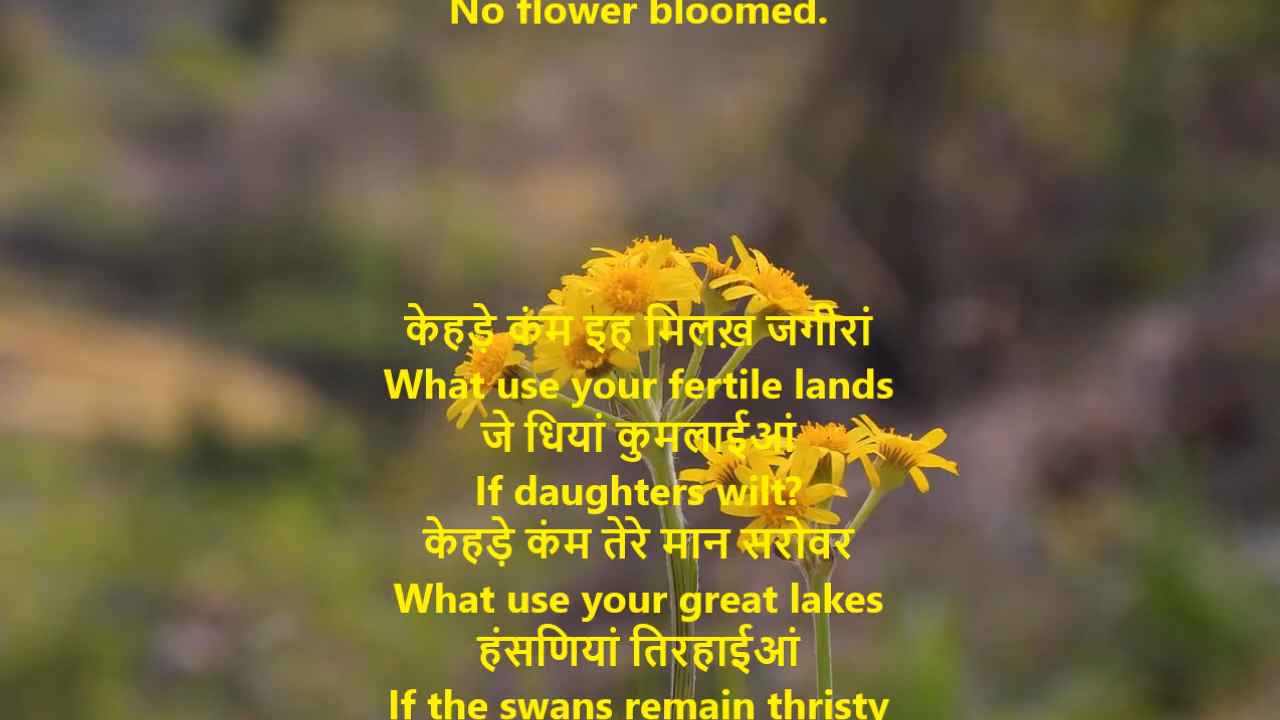 No flower bloomed.
केहड़े कंम इह मिलख़ जगीरां
What use your fertile lands
जे धियां कुमलाईआं
If daughters wilt?
केहड़े कंम तेरे मान सरोवर
What use your great lakes
हंसणियां तिरहाईआं
If the swans remain thristy